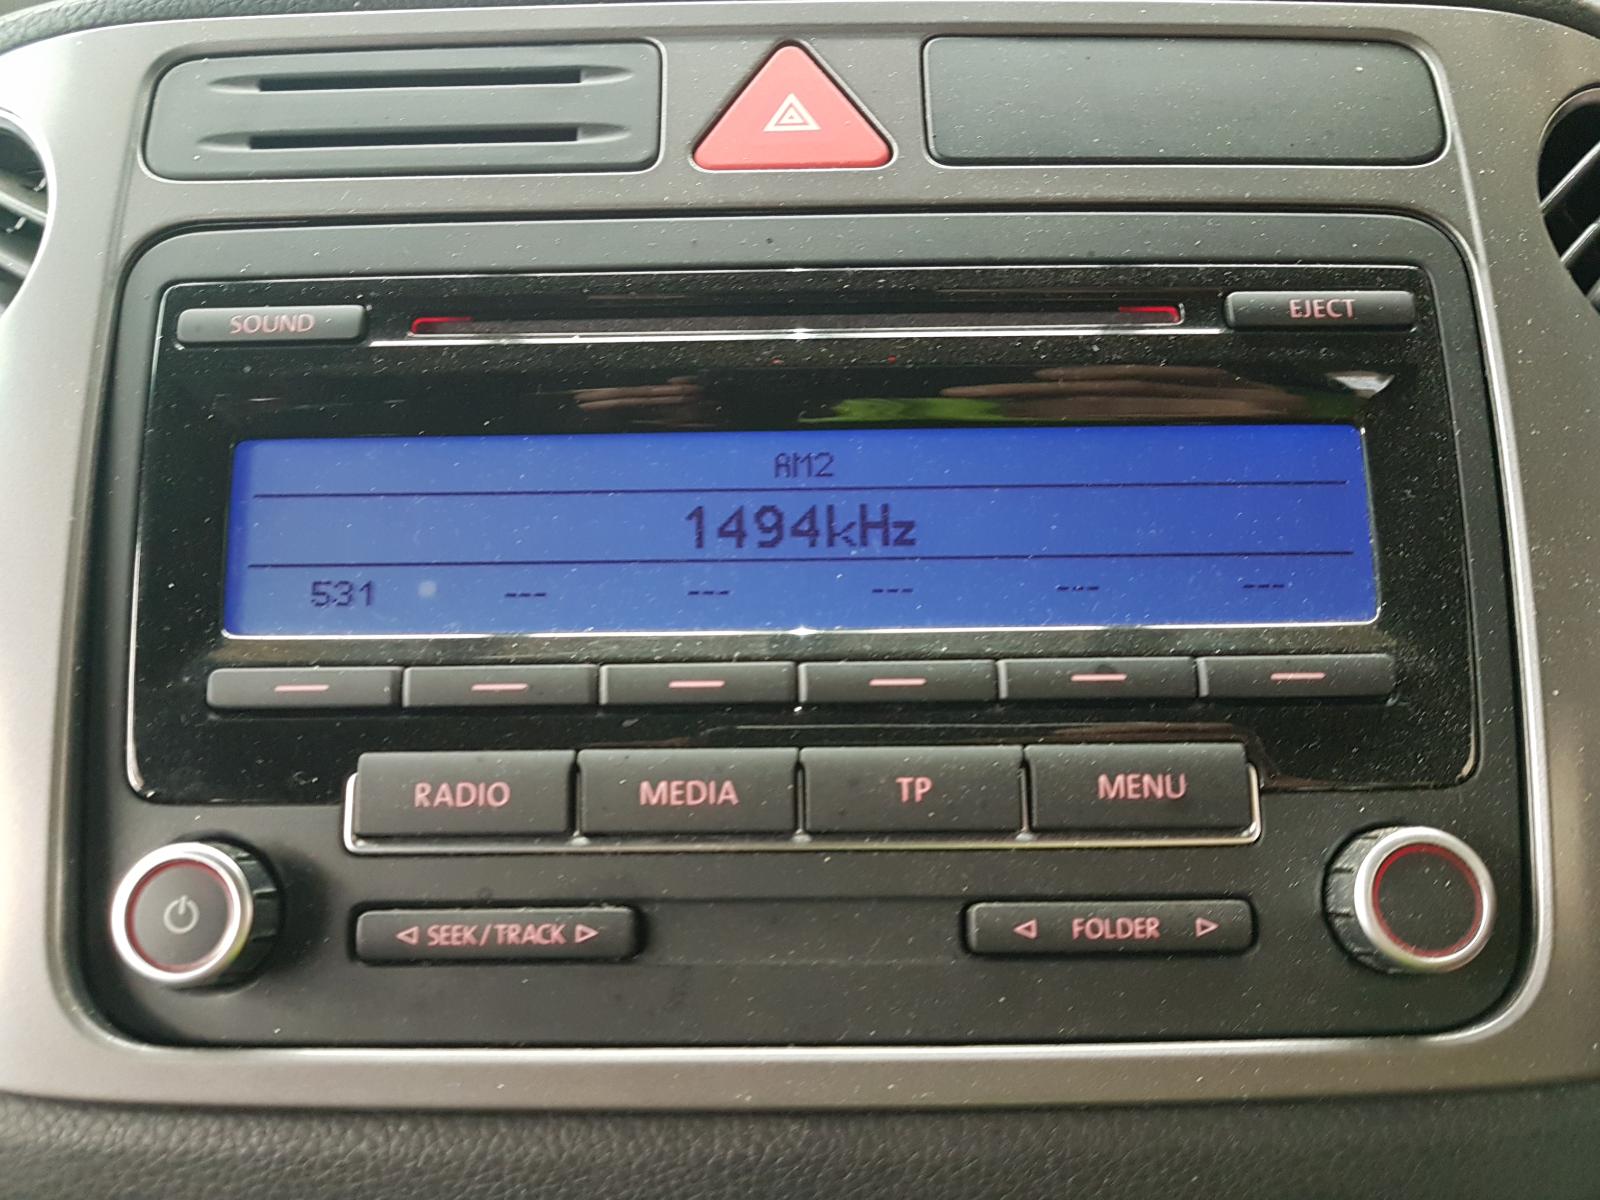 SOUND
EJECT
AM2
1494kHz
531 --- --- --- --- ---
RADIO MEDIA TP MENU
SEEK/TRACK FOLDER